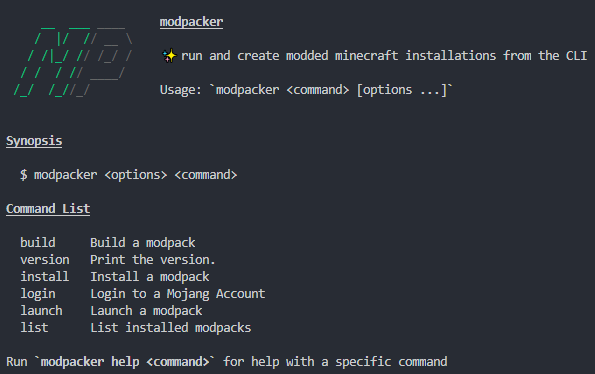 modpacker
✨ run and create modded minecraft installations from the CLI
Usage: `modpacker <command> [options ...]`
MP
Synopsis
$ modpacker <options> <command>
Command List
build Build a modpack
version Print the version.
install Install a modpack
login Login to a Mojang Account
launch Launch a modpack
list List installed modpacks
Run `modpacker help <command>` for help with a specific command